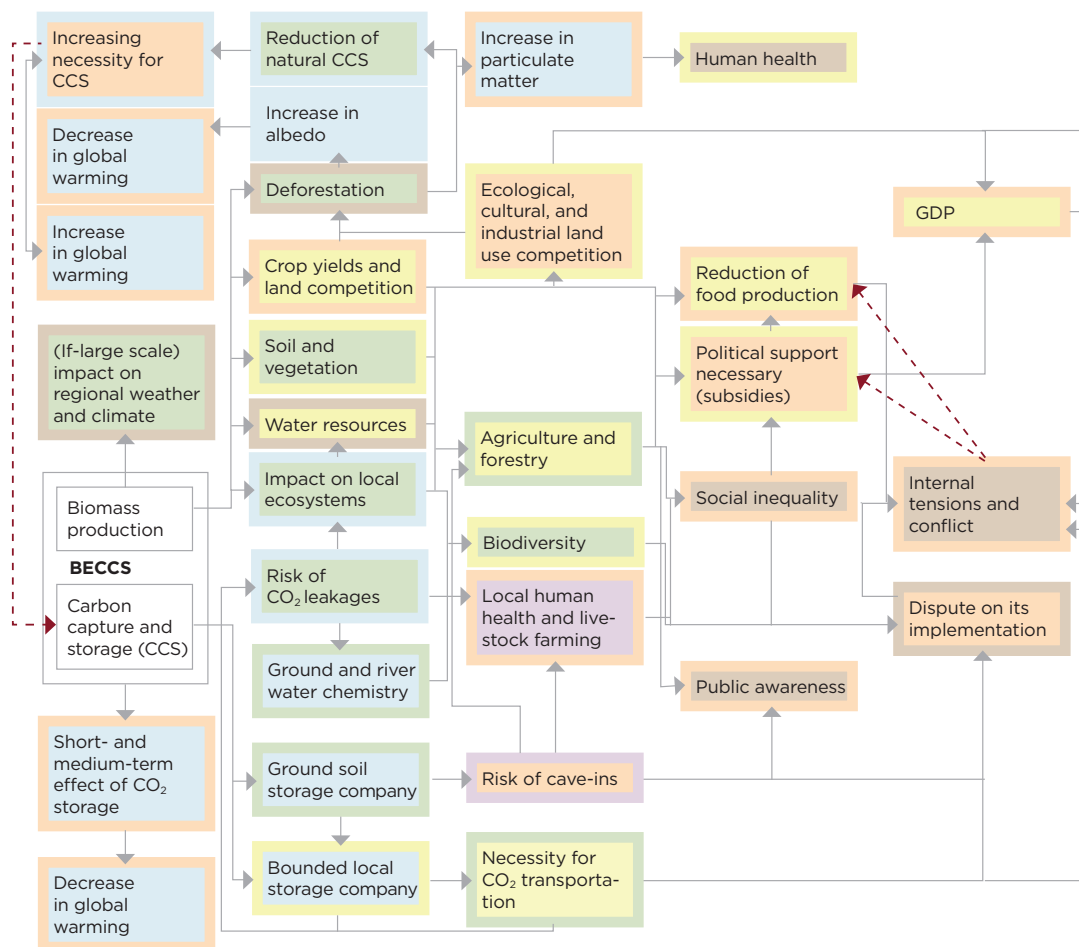 Increasing
necessity for
CCS
Reduction of
natural CCS
Increase in
particulate
matter
Human health
Decrease
in global
warming
Increase in
albedo
Deforestation
Ecological,
cultural, and
industrial land
use competition
GDP
Increase
in global
warming
Crop yields and
land competition
Reduction of
food production
(If-large scale)
impact on
regional weather
and climate
Soil and
vegetation
Political support
necessary
(subsidies)
Water resources
Agriculture and
forestry
Impact on local
ecosystems
Social inequality
Internal
tensions and
conflict
Biomass
production
Biodiversity
BECCS
Risk of
CO₂ leakages
Local human
health and live-
stock farming
Carbon
capture and
storage (CCS)
Dispute on its
implementation
Ground and river
water chemistry
Public awareness
Short- and
medium-term
effect of CO₂
storage
Ground soil
storage company
Risk of cave-ins
Bounded local
storage company
Necessity for
CO₂ transporta-
tion
Decrease
in global
warming